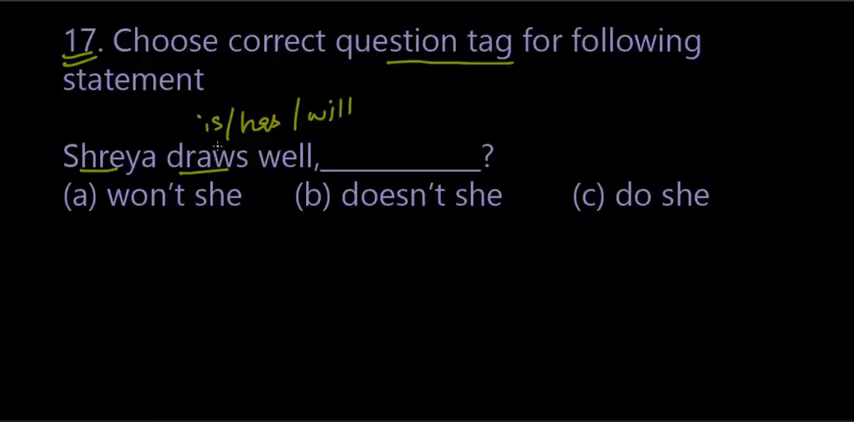 17. Choose correct question tag for following
statement
is/has/will
Shreya draws well,___________?
(a) won't she (b) doesn't she (c) do she